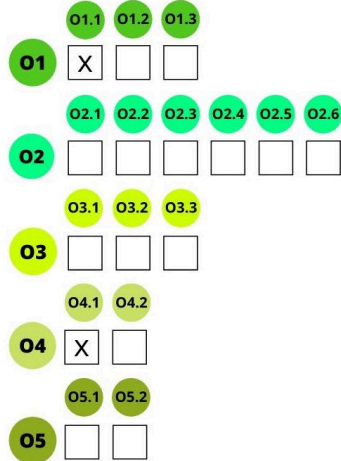 O1.1 O1.2 O1.3
O1 X
O2.1 O2.2 O2.3 O2.4 O2.5 O2.6
O2
O3.1 O3.2 O3.3
O3
O4.1 O4.2
O4 X
O5.1 O5.2
O5